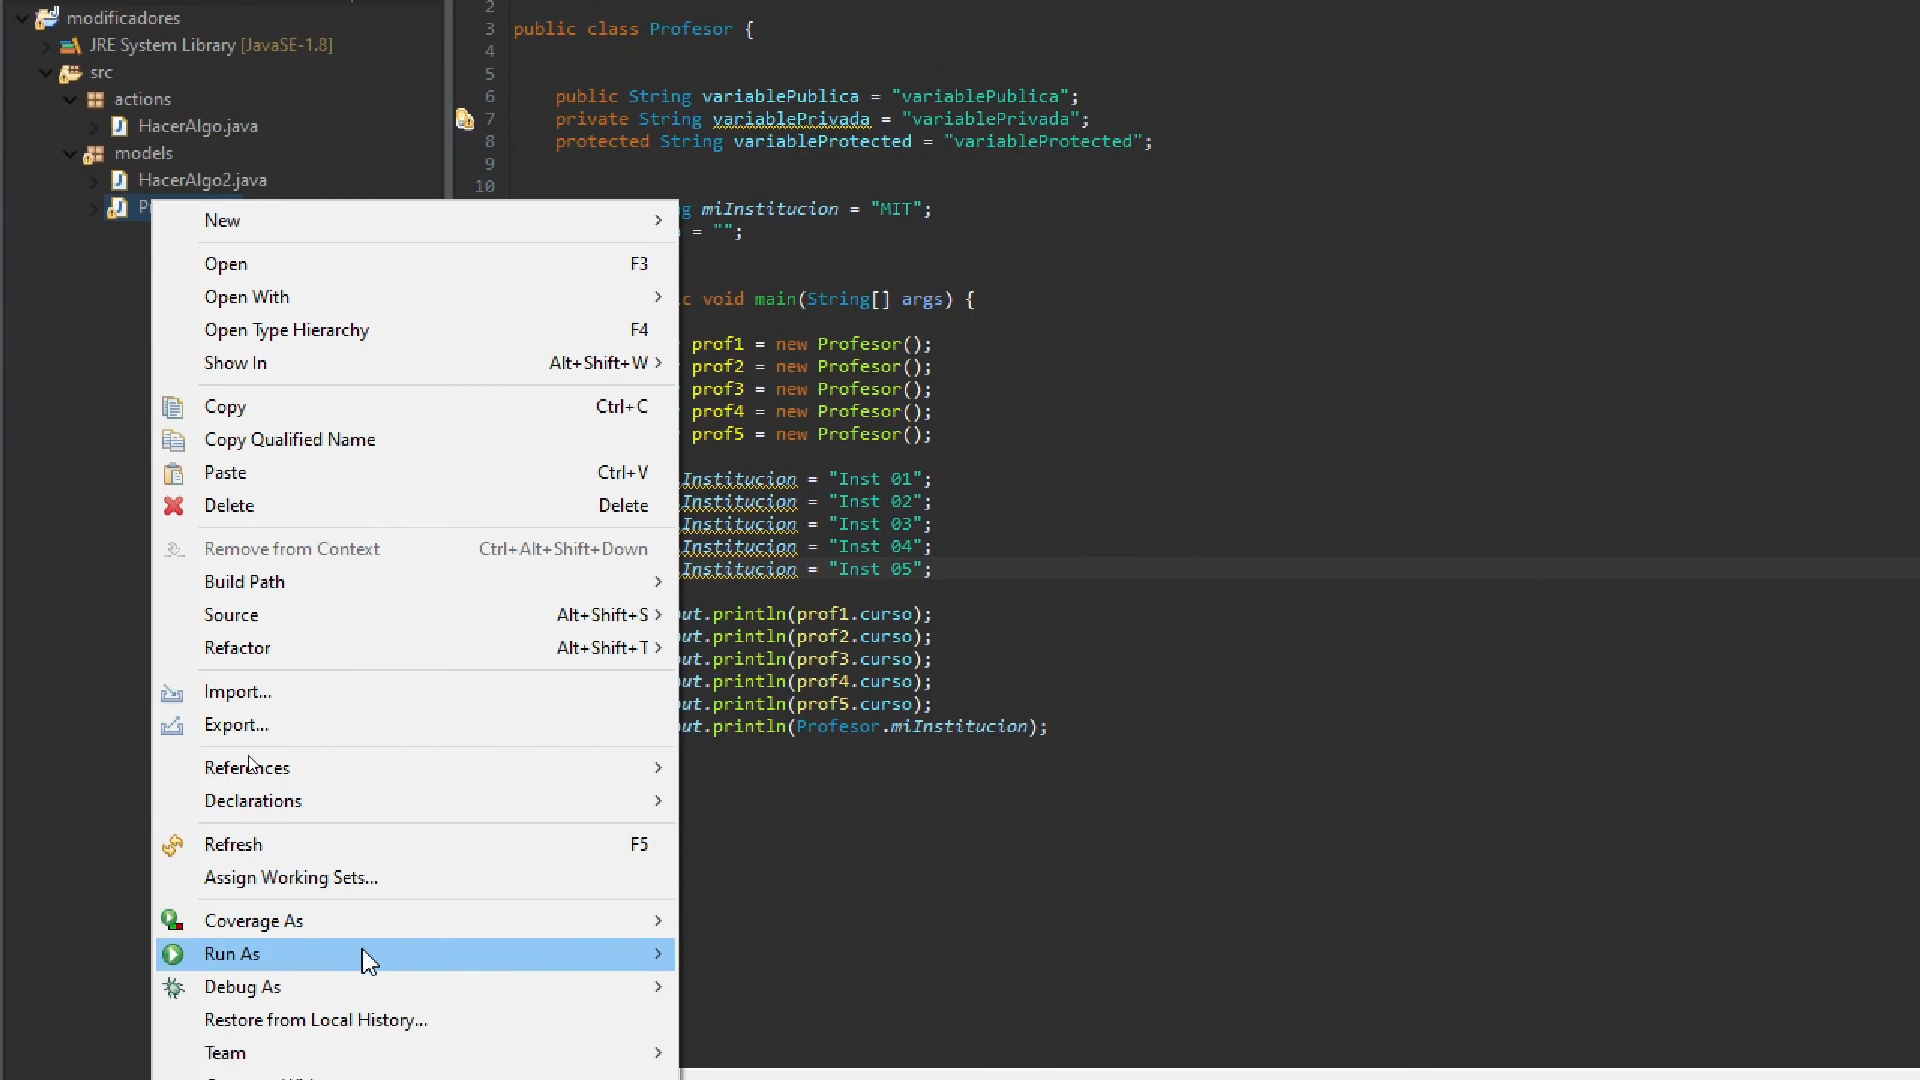 modificadores
JRE System Library [JavaSE-1.8]
src
actions
HacerAlgo.java
models
HacerAlgo2.java
New
Open F3
Open With
Open Type Hierarchy F4
Show In Alt+Shift+W
Copy Ctrl+C
Copy Qualified Name
Paste Ctrl+V
Delete Delete
Remove from Context Ctrl+Alt+Shift+Down
Build Path
Source Alt+Shift+S
Refactor Alt+Shift+T
Import...
Export...
References
Declarations
Refresh F5
Assign Working Sets...
Coverage As
Run As
Debug As
Restore from Local History...
Team
2
3 public class Profesor {
4
5
6 public String variablePublica = "variablePublica";
7 private String variablePrivada = "variablePrivada";
8 protected String variableProtected = "variableProtected";
9
10
g miInstitucion = "MIT";
= "";
c void main(String[] args) {
prof1 = new Profesor();
prof2 = new Profesor();
prof3 = new Profesor();
prof4 = new Profesor();
prof5 = new Profesor();
Institucion = "Inst 01";
Institucion = "Inst 02";
Institucion = "Inst 03";
Institucion = "Inst 04";
Institucion = "Inst 05";
ut.println(prof1.curso);
ut.println(prof2.curso);
ut.println(prof3.curso);
ut.println(prof4.curso);
ut.println(prof5.curso);
ut.println(Profesor.miInstitucion);